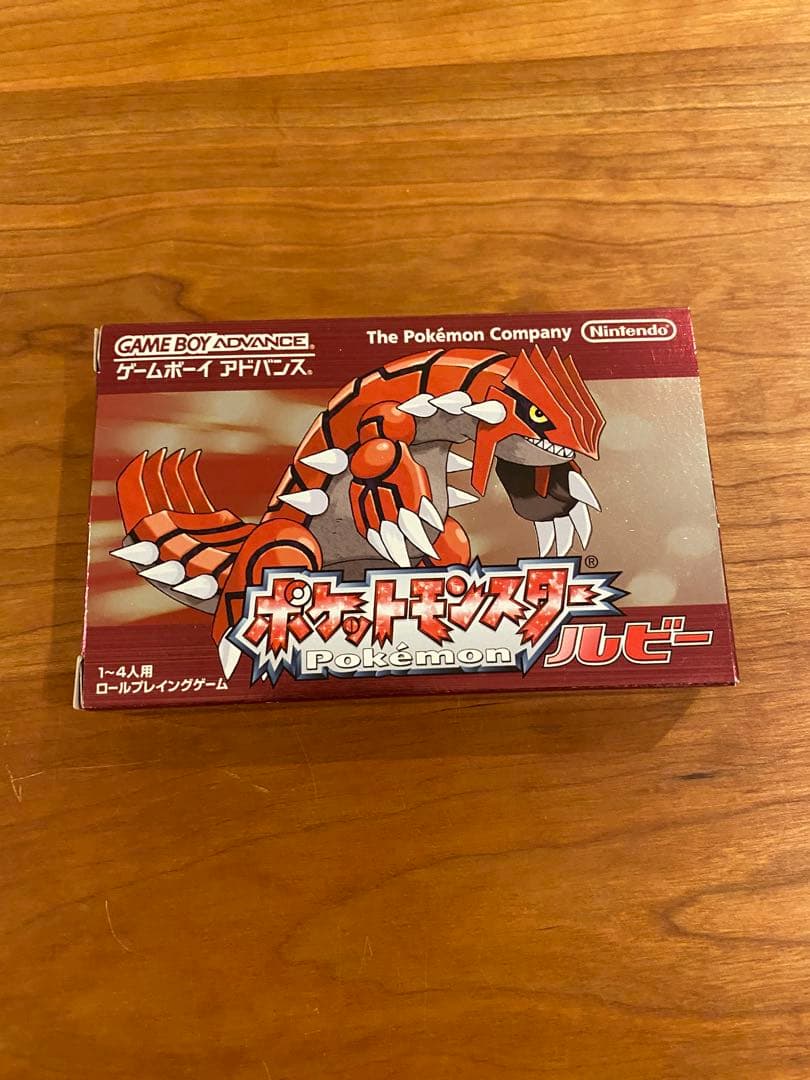 GAME BOY ADVANCE
ゲームボーイ アドバンス
The Pokémon Company
Nintendo®
ポケットモンスター®
Pokémon
ルビー
1~4人用
ロールプレイングゲーム